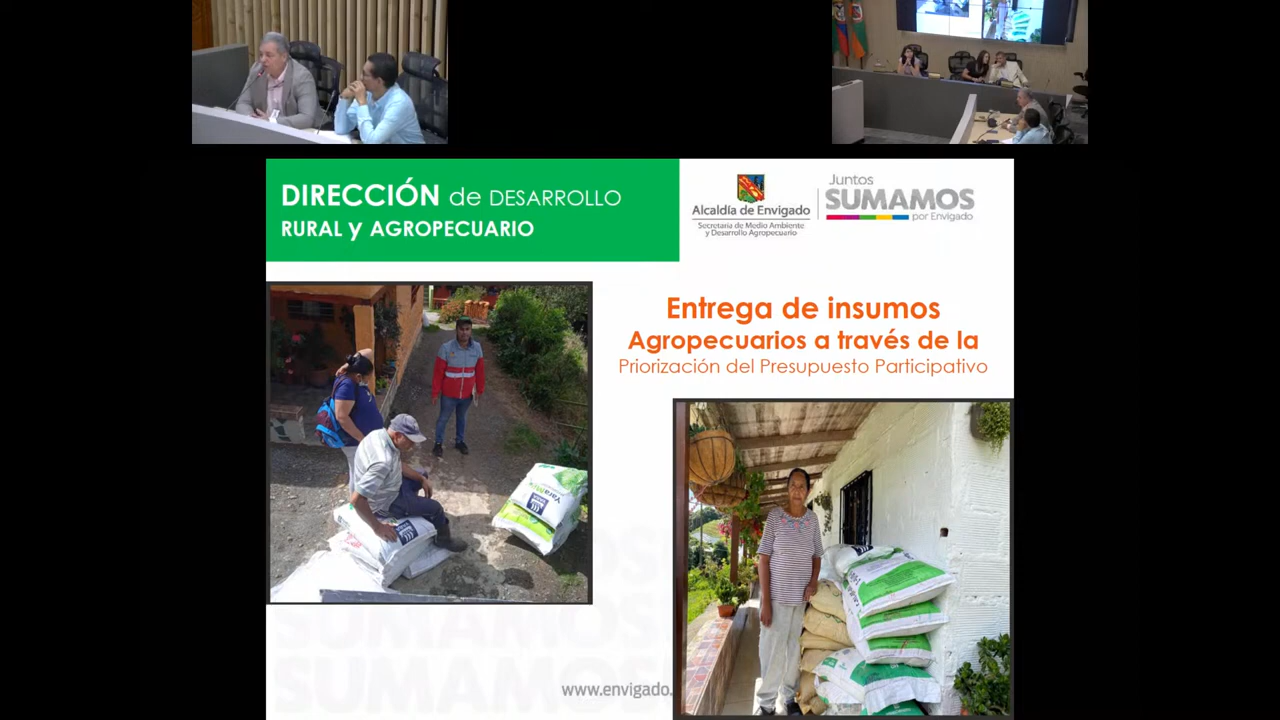 DIRECCIÓN de DESARROLLO
RURAL y AGROPECUARIO
Alcaldía de Envigado
Secretaría de Medio Ambiente
y Desarrollo Agropecuario
Juntos
SUMAMOS
por Envigado
Entrega de insumos
Agropecuarios a través de la
Priorización del Presupuesto Participativo
SUMAMOS
www.envigado.